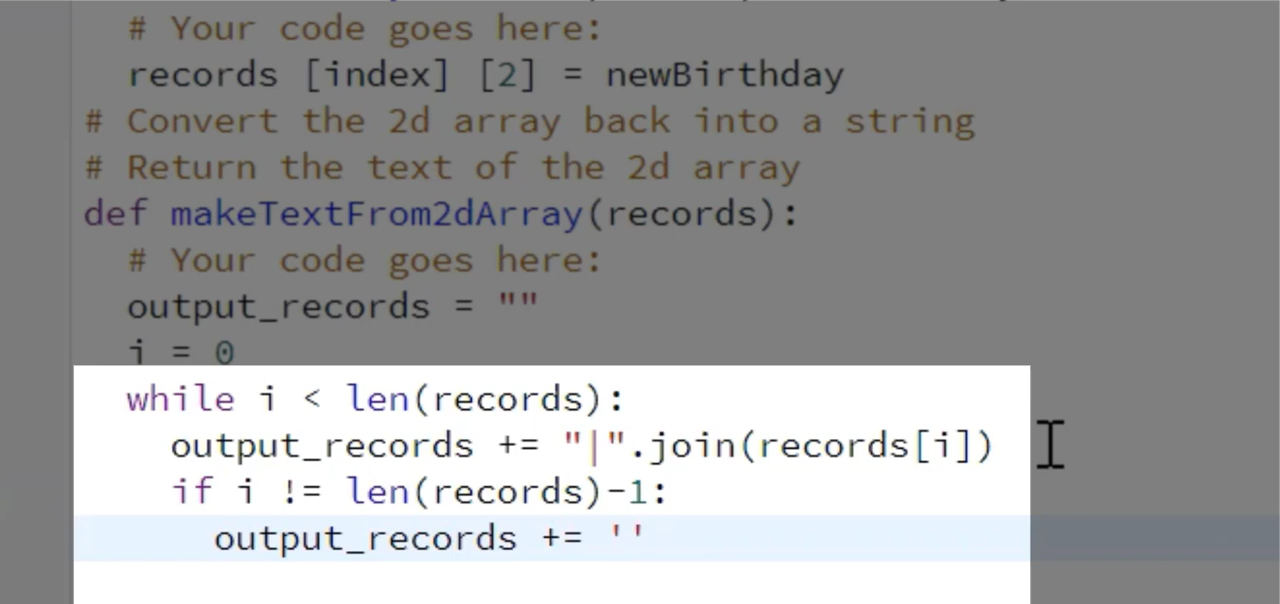 # Your code goes here:
records [index] [2] = newBirthday
# Convert the 2d array back into a string
# Return the text of the 2d array
def makeTextFrom2dArray(records):
# Your code goes here:
output_records = ""
i = 0
while i < len(records):
output_records += "|".join(records[i])
if i != len(records)-1:
output_records += ''